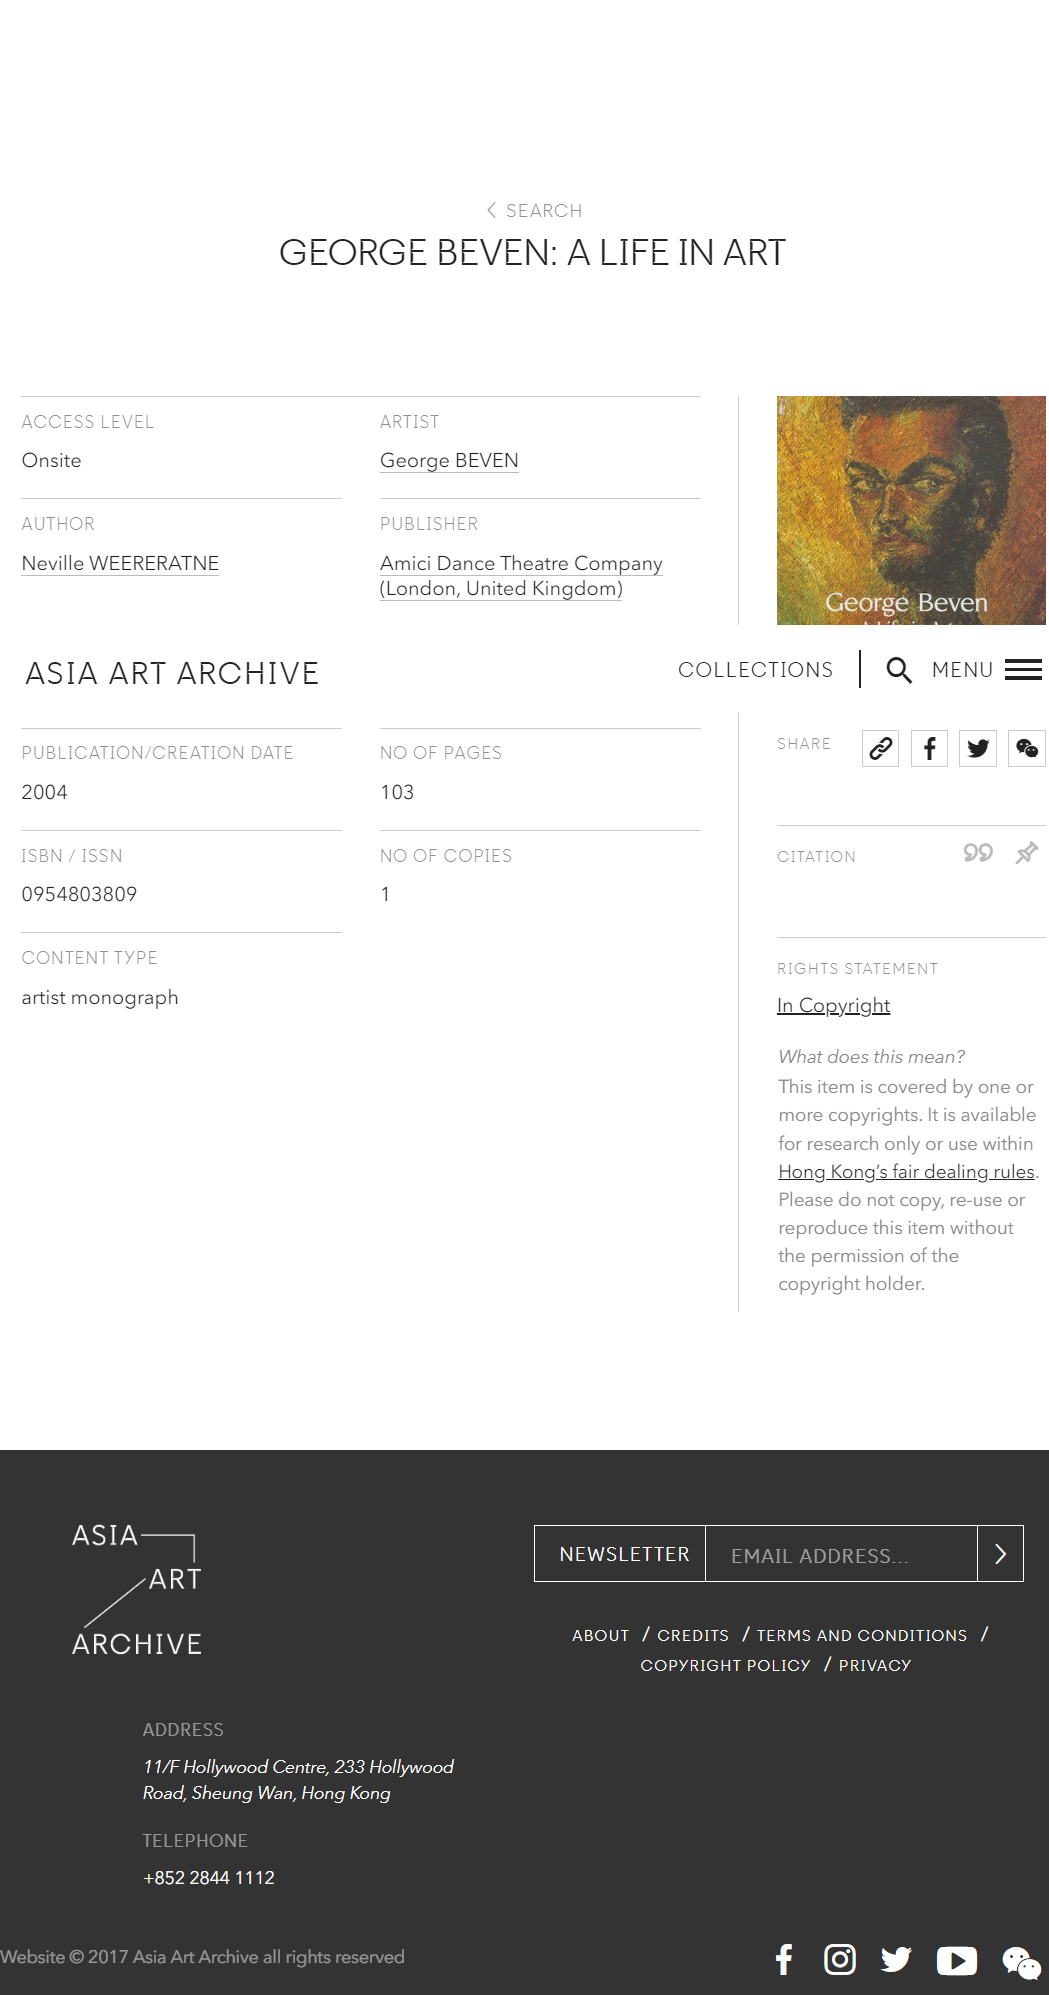 SEARCH
GEORGE BEVEN: A LIFE IN ART
ACCESS LEVEL
Onsite
ARTIST
George BEVEN
AUTHOR
Neville WEERERATNE
PUBLISHER
Amici Dance Theatre Company
(London, United Kingdom)
George Beven
ASIA ART ARCHIVE
COLLECTIONS
MENU
PUBLICATION/CREATION DATE
2004
NO OF PAGES
103
ISBN / ISSN
0954803809
NO OF COPIES
1
CONTENT TYPE
artist monograph
SHARE
CITATION
RIGHTS STATEMENT
In Copyright
What does this mean?
This item is covered by one or
more copyrights. It is available
for research only or use within
Hong Kong's fair dealing rules.
Please do not copy, re-use or
reproduce this item without
the permission of the
copyright holder.
ASIA
ART
ARCHIVE
NEWSLETTER
EMAIL ADDRESS...
ABOUT / CREDITS / TERMS AND CONDITIONS /
COPYRIGHT POLICY / PRIVACY
ADDRESS
11/F Hollywood Centre, 233 Hollywood
Road, Sheung Wan, Hong Kong
TELEPHONE
+852 2844 1112
Website © 2017 Asia Art Archive all rights reserved